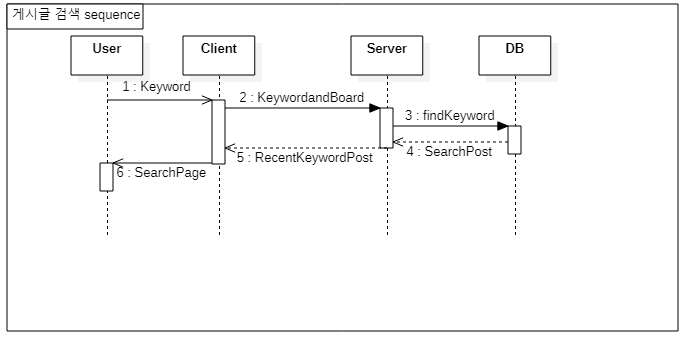 게시글 검색 sequence
User
Client
Server
DB
1 : Keyword
2 : KeywordandBoard
3 : findKeyword
4 : SearchPost
5 : RecentKeywordPost
6 : SearchPage